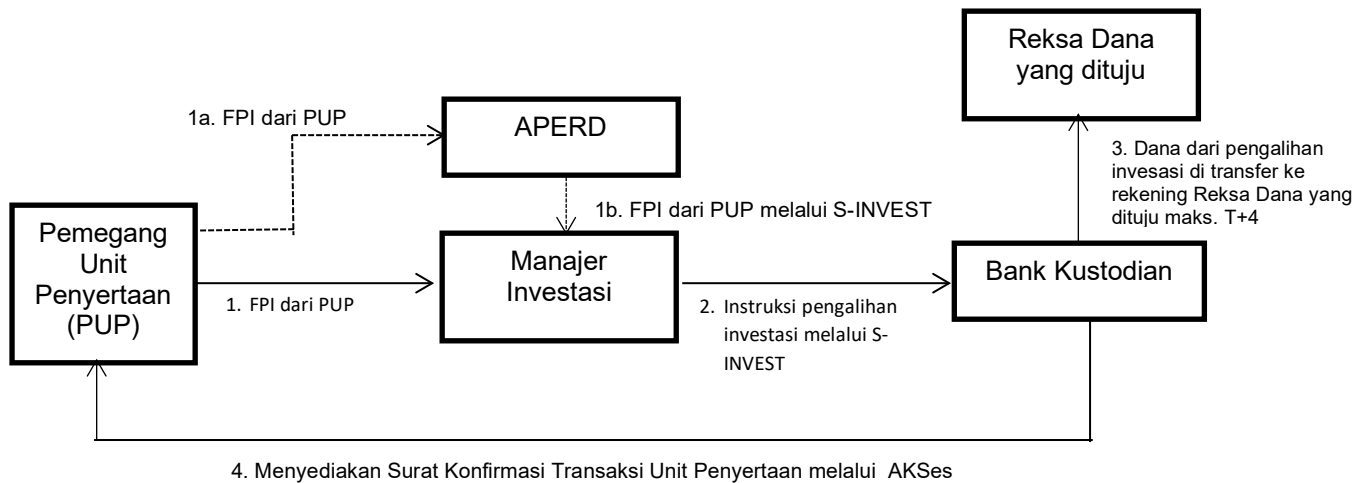 Reksa Dana
yang dituju
1a. FPI dari PUP
APERD
3. Dana dari pengalihan
invesasi di transfer ke
rekening Reksa Dana yang
dituju maks. T+4
1b. FPI dari PUP melalui S-INVEST
Pemegang
Unit
Penyertaan
(PUP)
Manajer
Investasi
Bank Kustodian
1. FPI dari PUP
2. Instruksi pengalihan
investasi melalui S-
INVEST
4. Menyediakan Surat Konfirmasi Transaksi Unit Penyertaan melalui AKSes